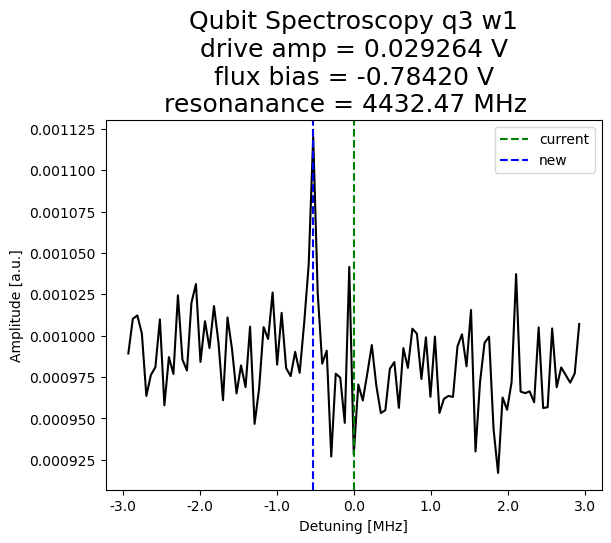 Qubit Spectroscopy q3 w1
drive amp = 0.029264 V
flux bias = -0.78420 V
resonanance = 4432.47 MHz
current
new
0.001125
0.001100
0.001075
0.001050
0.001025
0.001000
0.000975
0.000950
0.000925
Amplitude [a.u.]
-3.0 -2.0 -1.0 0.0 1.0 2.0 3.0
Detuning [MHz]